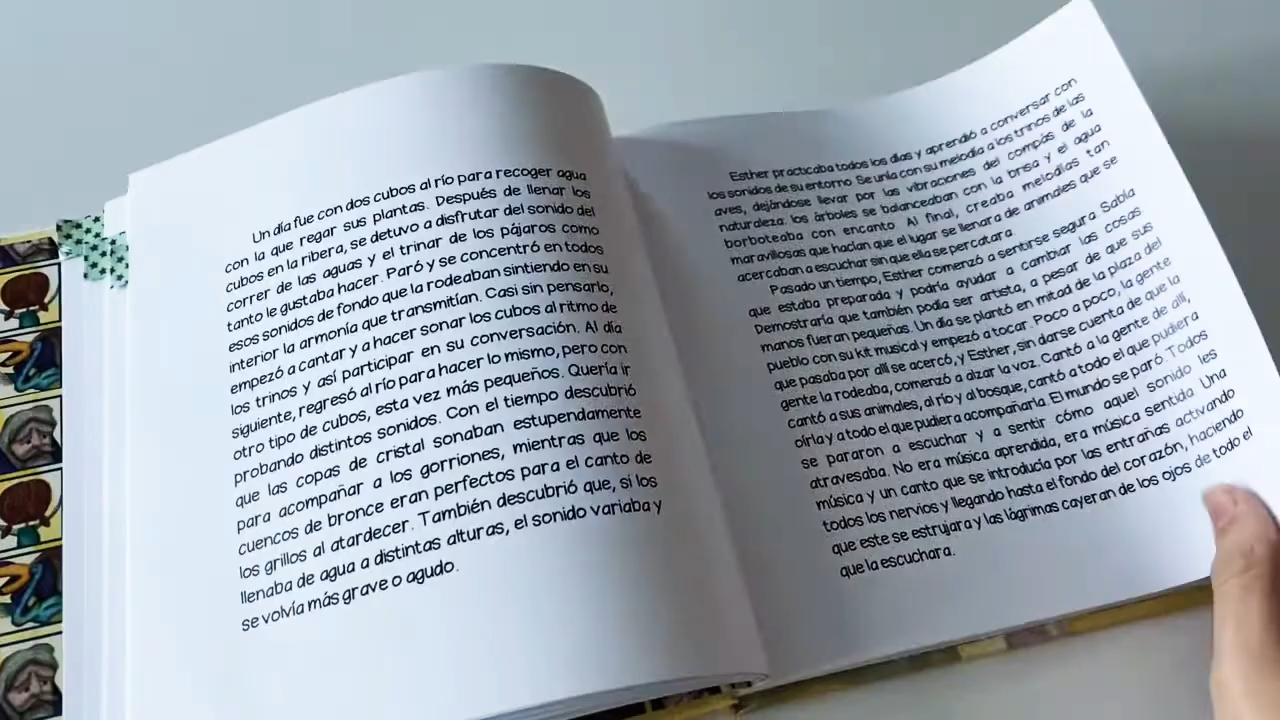 Un día fue con dos cubos al río para recoger agua
con la que regar sus plantas. Después de llenar los
cubos en la ribera, se detuvo a disfrutar del sonido del
correr de las aguas y el trinar de los pájaros como
tanto le gustaba hacer. Paró y se concentró en todos
esos sonidos de fondo que la rodeaban sintiendo en su
interior la armonía que transmitían. Casi sin pensarlo,
empezó a cantar y a hacer sonar los cubos al ritmo de
los trinos y así participar en su conversación. Al día
siguiente, regresó al río para hacer lo mismo, pero con
otro tipo de cubos, esta vez más pequeños. Quería ir
probando distintos sonidos. Con el tiempo descubrió
que las copas de cristal sonaban estupendamente
para acompañar a los gorriones, mientras que los
cuencos de bronce eran perfectos para el canto de
los grillos al atardecer. También descubrió que, si los
llenaba de agua a distintas alturas, el sonido variaba y
se volvía más grave o agudo.
Esther practicaba todos los días y aprendió a conversar con
los sonidos de su entorno. Se unía con su melodía a los trinos de las
aves, dejándose llevar por las vibraciones del compás de la
naturaleza: los árboles se balanceaban con la brisa y el agua
borboteaba con encanto. Al final, creaba melodías tan
maravillosas que hacían que el lugar se llenara de animales que se
acercaban a escuchar sin que ella se percatara.
Pasado un tiempo, Esther comenzó a sentirse segura. Sabía
que estaba preparada y podría ayudar a cambiar las cosas.
Demostraría que también podía ser artista, a pesar de que sus
manos fueran pequeñas. Un día se plantó en mitad de la plaza del
pueblo con su kit musical y empezó a tocar. Poco a poco, la gente
que pasaba por allí se acercó, y Esther, sin darse cuenta de que la
gente la rodeaba, comenzó a alzar la voz. Cantó a la gente de allí,
cantó a sus animales, al río y al bosque, cantó a todo el que pudiera
oírla y a todo el que pudiera acompañarla. El mundo se paró. Todos
se pararon a escuchar y a sentir cómo aquel sonido les
atravesaba. No era música aprendida, era música sentida. Una
música y un canto que se introducía por las entrañas activando
todos los nervios y llegando hasta el fondo del corazón, haciendo
que este se estrujara y las lágrimas cayeran de los ojos de todo el
que la escuchara.